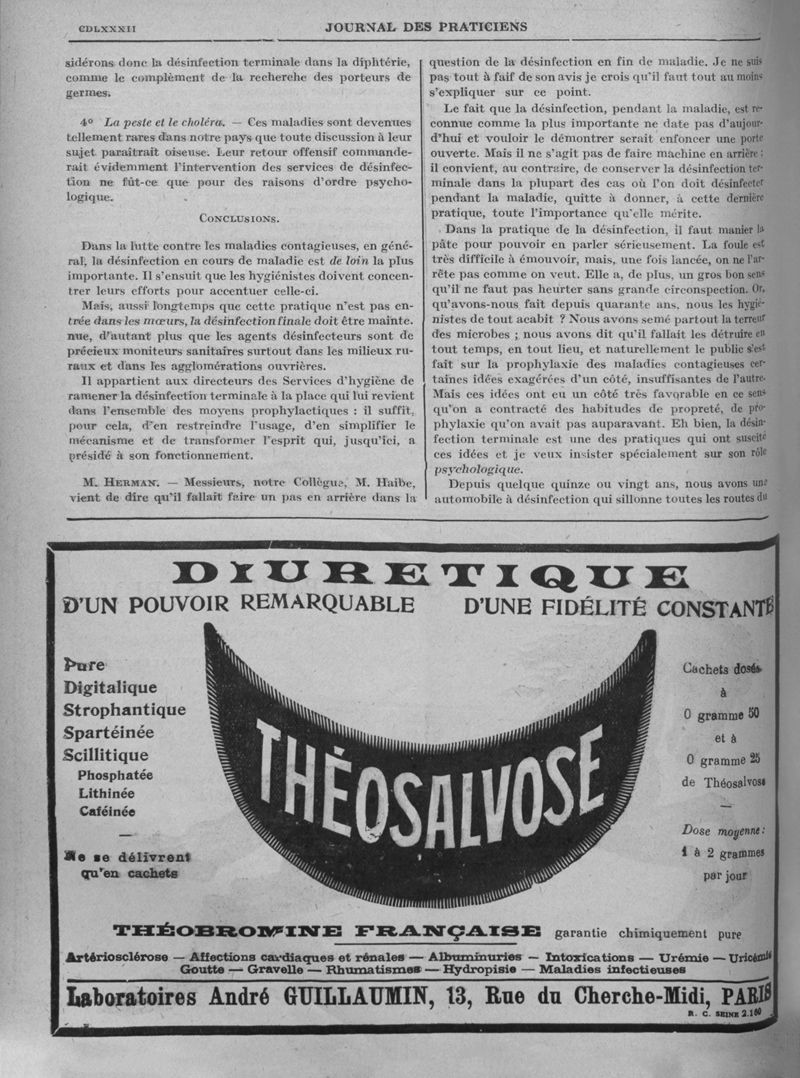 CDLXXXII
JOURNAL DES PRATICIENS
sidérons donc la désinfection terminale dans la diphtérie,
comme le complément de la recherche des porteurs de
germes.
4° La peste et le choléra. — Ces maladies sont devenues
tellement rares dans notre pays que toute discussion à leur
sujet paraîtrait oiseuse. Leur retour offensif commande-
rait évidemment l'intervention des services de désinfec-
tion ne fût-ce que pour des raisons d'ordre psycho-
logique.
CONCLUSIONS.
Dans la lutte contre les maladies contagieuses, en géné-
ral, la désinfection en cours de maladie est de loin la plus
importante. Il s'ensuit que les hygiénistes doivent concen-
trer leurs efforts pour accentuer celle-ci.
Mais, aussi longtemps que cette pratique n'est pas en-
trée dans les mœurs, la désinfection finale doit être mainte.
nue, d'autant plus que les agents désinfecteurs sont de
précieux moniteurs sanitaires surtout dans les milieux ru-
raux et dans les agglomérations ouvrières.
Il appartient aux directeurs des Services d'hygiène de
ramener la désinfection terminale à la place qui lui revient
dans l'ensemble des moyens prophylactiques : il suffit,
pour cela, d'en restreindre l'usage, d'en simplifier le
mécanisme et de transformer l'esprit qui, jusqu'ici, a
présidé à son fonctionnement.
M. HERMAN. — Messieurs, notre Collègue, M. Haibe,
vient de dire qu'il fallait faire un pas en arrière dans la
question de la désinfection en fin de maladie. Je ne suis
pas tout à faif de son avis je crois qu'il faut tout au moins
s'expliquer sur ce point.
Le fait que la désinfection, pendant la maladie, est re-
connue comme la plus importante ne date pas d'aujour-
d'hui et vouloir le démontrer serait enfoncer une porte
ouverte. Mais il ne s'agit pas de faire machine en arrière ;
il convient, au contraire, de conserver la désinfection ter-
minale dans la plupart des cas où l'on doit désinfecter
pendant la maladie, quitte à donner, à cette dernière
pratique, toute l'importance qu'elle mérite.
Dans la pratique de la désinfection, il faut manier la
pâte pour pouvoir en parler sérieusement. La foule est
très difficile à émouvoir, mais, une fois lancée, on ne l'ar-
rête pas comme on veut. Elle a, de plus, un gros bon sens
qu'il ne faut pas heurter sans grande circonspection. Or,
qu'avons-nous fait depuis quarante ans, nous les hygié-
nistes de tout acabit ? Nous avons semé partout la terreur
des microbes ; nous avons dit qu'il fallait les détruire en
tout temps, en tout lieu, et naturellement le public s'est
fait sur la prophylaxie des maladies contagieuses cer-
taines idées exagérées d'un côté, insuffisantes de l'autre.
Mais ces idées ont eu un côté très favorable en ce sens
qu'on a contracté des habitudes de propreté, de pro-
phylaxie qu'on avait pas auparavant. Eh bien, la désin-
fection terminale est une des pratiques qui ont suscité
ces idées et je veux insister spécialement sur son rôle
psychologique.
Depuis quelque quinze ou vingt ans, nous avons une
automobile à désinfection qui sillonne toutes les routes du
DIURETIQUE
D'UN POUVOIR REMARQUABLE D'UNE FIDÉLITÉ CONSTANTE
Pure
Digitalique
Strophantique
Spartéinée
Scillitique
Phosphatée
Lithinée
Caféinée
—
Ne se délivrent
qu'en cachets
THÉOSALVOSE
Cachets dosés
à
0 gramme 50
et à
0 gramme 25
de Théosalvose
—
Dose moyenne :
1 à 2 grammes
par jour
THÉOBROMINE FRANÇAISE garantie chimiquement pure
Artériosclérose — Affections cardiaques et rénales — Albuminuries — Intoxications — Urémie — Uricémie
Goutte — Gravelle — Rhumatismes — Hydropisie — Maladies infectieuses
Laboratoires André GUILLAUMIN, 13, Rue du Cherche-Midi, PARIS
R. C. SEINE 2.160